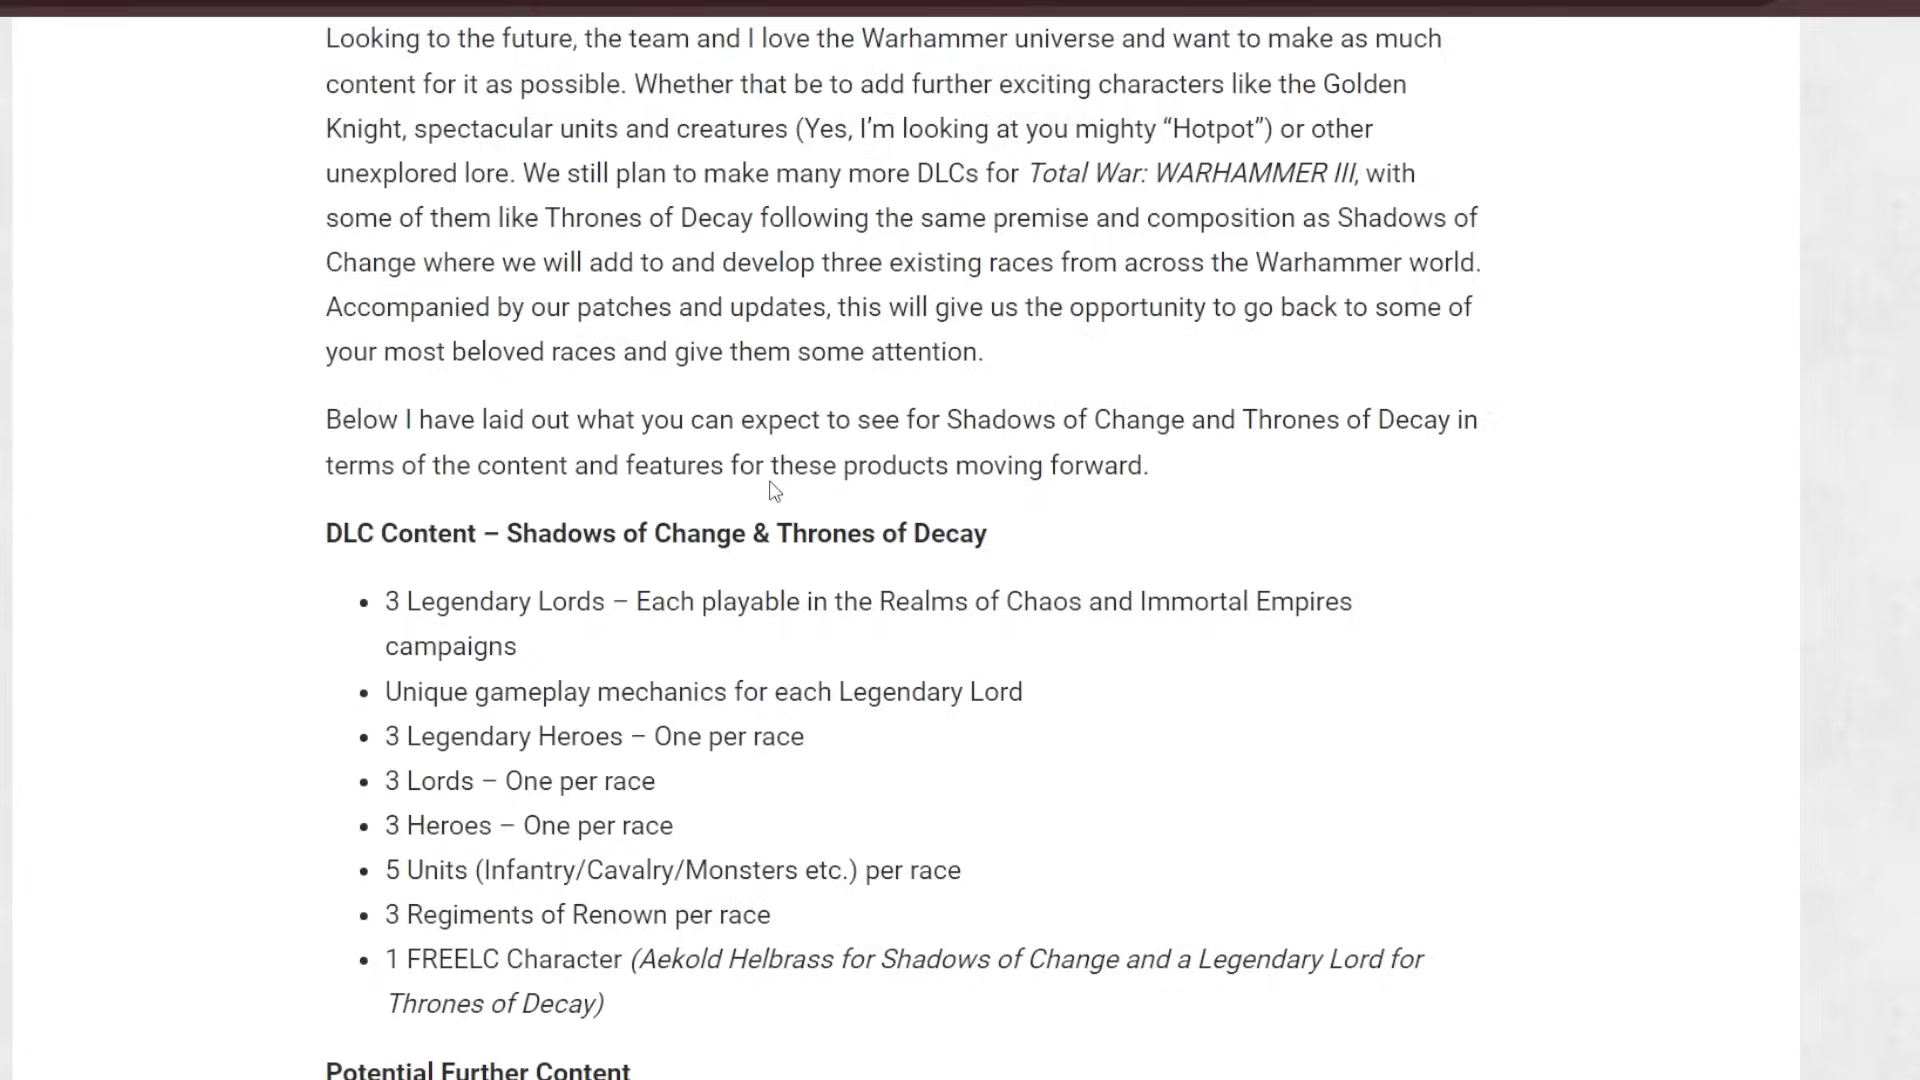 Looking to the future, the team and I love the Warhammer universe and want to make as much
content for it as possible. Whether that be to add further exciting characters like the Golden
Knight, spectacular units and creatures (Yes, I’m looking at you mighty “Hotpot”) or other
unexplored lore. We still plan to make many more DLCs for Total War: WARHAMMER III, with
some of them like Thrones of Decay following the same premise and composition as Shadows of
Change where we will add to and develop three existing races from across the Warhammer world.
Accompanied by our patches and updates, this will give us the opportunity to go back to some of
your most beloved races and give them some attention.
Below I have laid out what you can expect to see for Shadows of Change and Thrones of Decay in
terms of the content and features for these products moving forward.
DLC Content – Shadows of Change & Thrones of Decay
• 3 Legendary Lords – Each playable in the Realms of Chaos and Immortal Empires
campaigns
• Unique gameplay mechanics for each Legendary Lord
• 3 Legendary Heroes – One per race
• 3 Lords – One per race
• 3 Heroes – One per race
• 5 Units (Infantry/Cavalry/Monsters etc.) per race
• 3 Regiments of Renown per race
• 1 FREELC Character (Aekold Helbrass for Shadows of Change and a Legendary Lord for
Thrones of Decay)
Potential Further Content